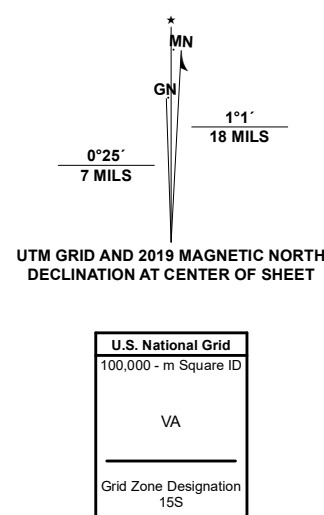 MN
GN
1°1´
18 MILS
0°25´
7 MILS
UTM GRID AND 2019 MAGNETIC NORTH
DECLINATION AT CENTER OF SHEET
U.S. National Grid
100,000 - m Square ID
VA
Grid Zone Designation
15S